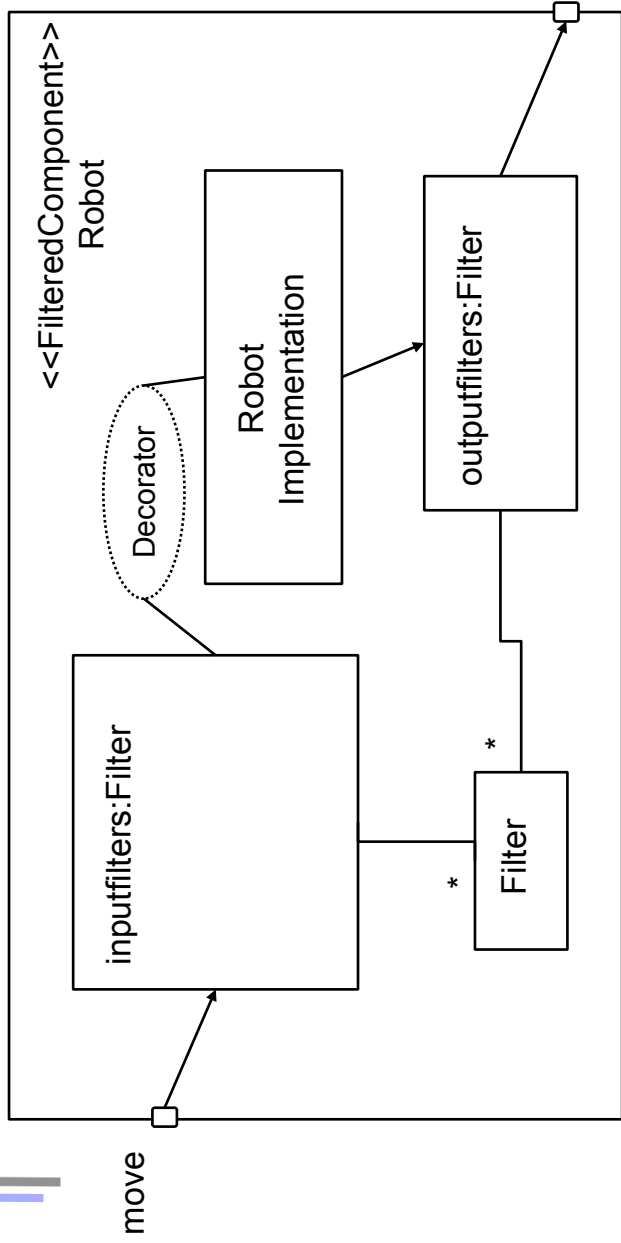 <<FilteredComponent>>
Robot
Decorator
inputfilters:Filter
Robot
Implementation
move
outputfilters:Filter
*
*
Filter